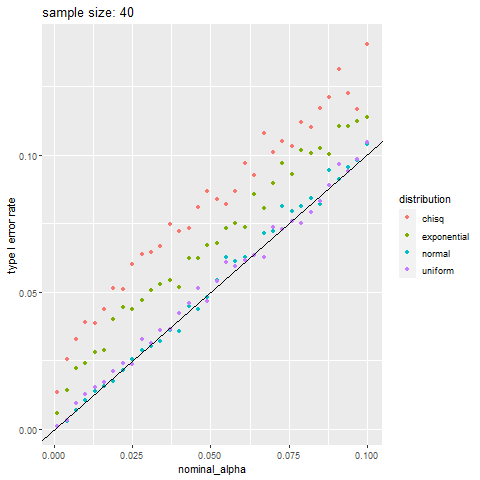 sample size: 40
type I error rate
0.10
0.05
0.00
0.000
0.025
0.050
0.075
0.100
nominal_alpha
distribution
chisq
exponential
normal
uniform